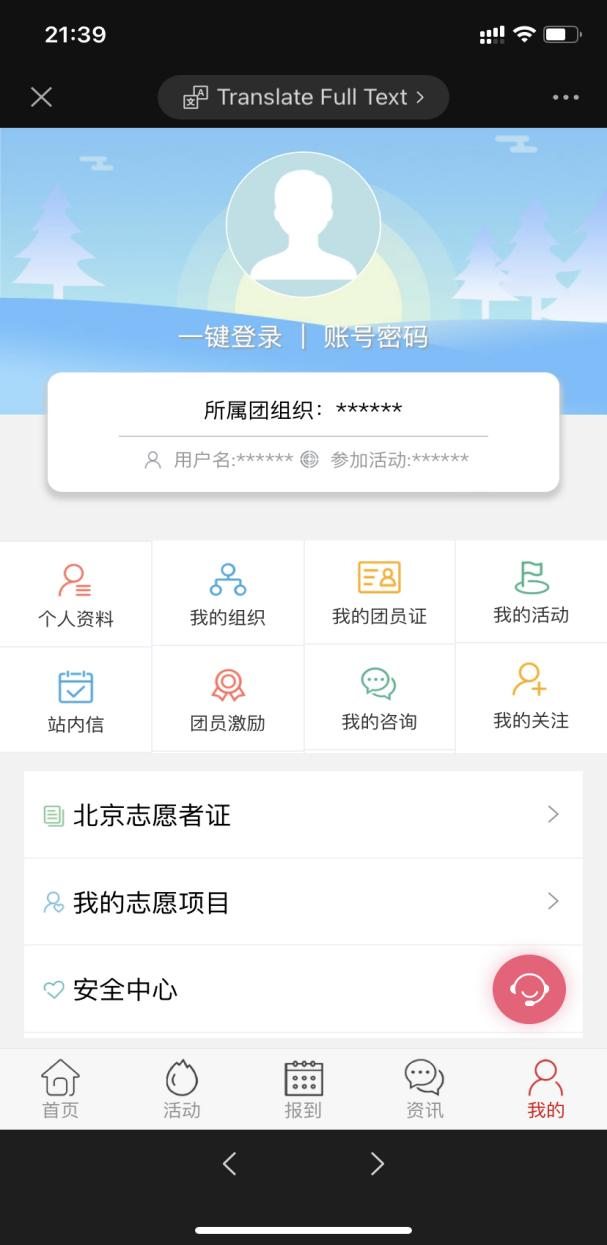 21:39
Translate Full Text
一键登录 | 账号密码
所属团组织：******
用户名:****** 参加活动:******
个人资料 我的组织 我的团员证 我的活动
站内信 团员激励 我的咨询 我的关注
北京志愿者证
我的志愿项目
安全中心
首页 活动 报到 资讯 我的